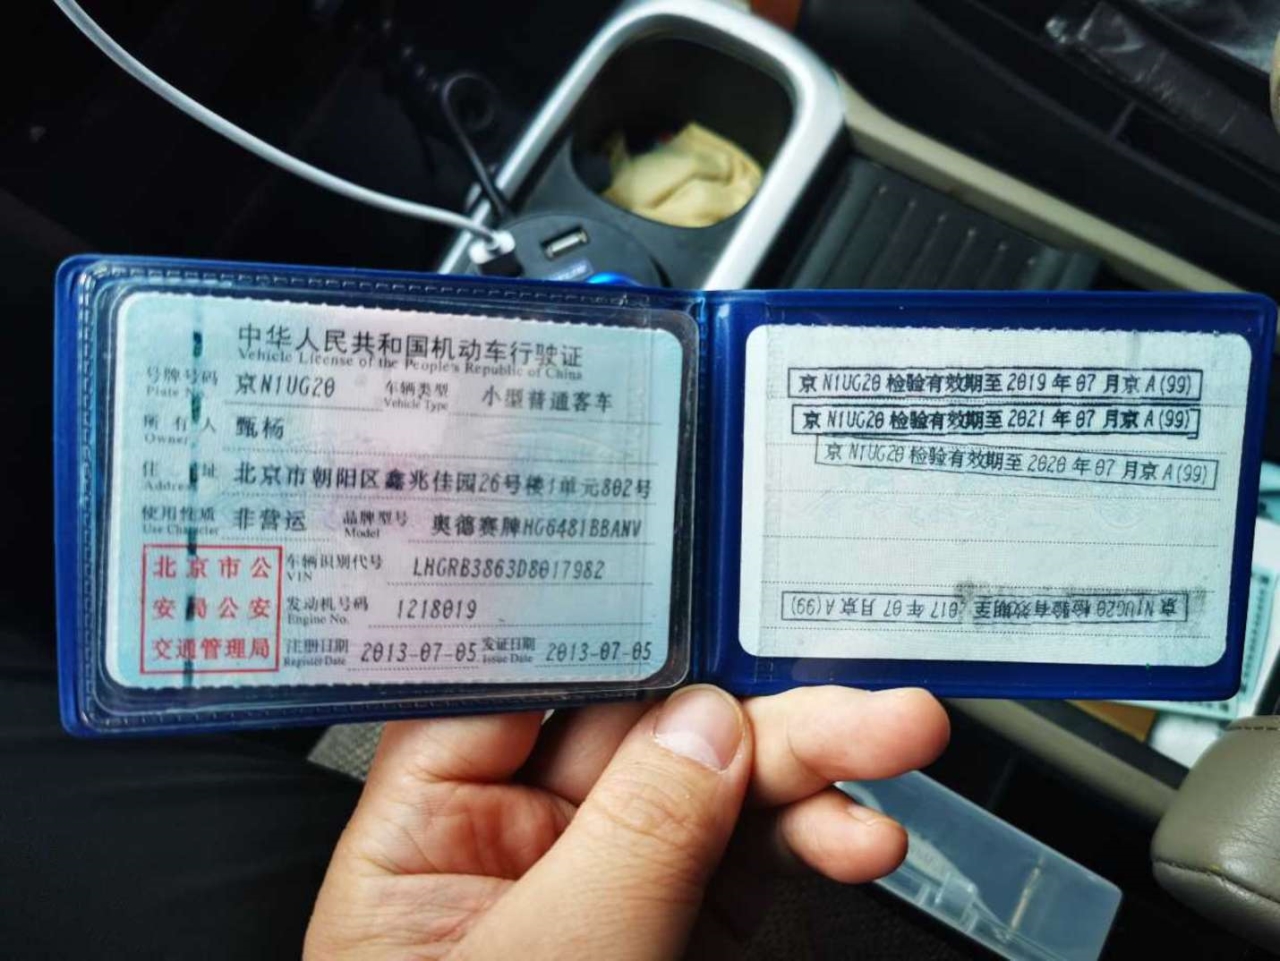 中华人民共和国机动车行驶证
Vehicle License of the People's Republic of China
号牌号码 京N1UG20 车辆类型 小型普通客车
Plate No. Vehicle Type
所有人 甄杨
Owner
住址 北京市朝阳区鑫兆佳园26号楼1单元802号
Address
使用性质 非营运 品牌型号 奥德赛牌HG6481BBANV
Use Character Model
北京市公
安局公安
交通管理局
车辆识别代号 LHGRB3863D8017982
VIN
发动机号码 1218019
Engine No.
注册日期 2013-07-05 发证日期 2013-07-05
Register Date Issue Date
京N1UG20检验有效期至2019年07月京A(99)
京N1UG20检验有效期至2021年07月京A(99)
京N1UG20检验有效期至2020年07月京A(99)
京N1UG20检验有效期至2017年07月京A(99)